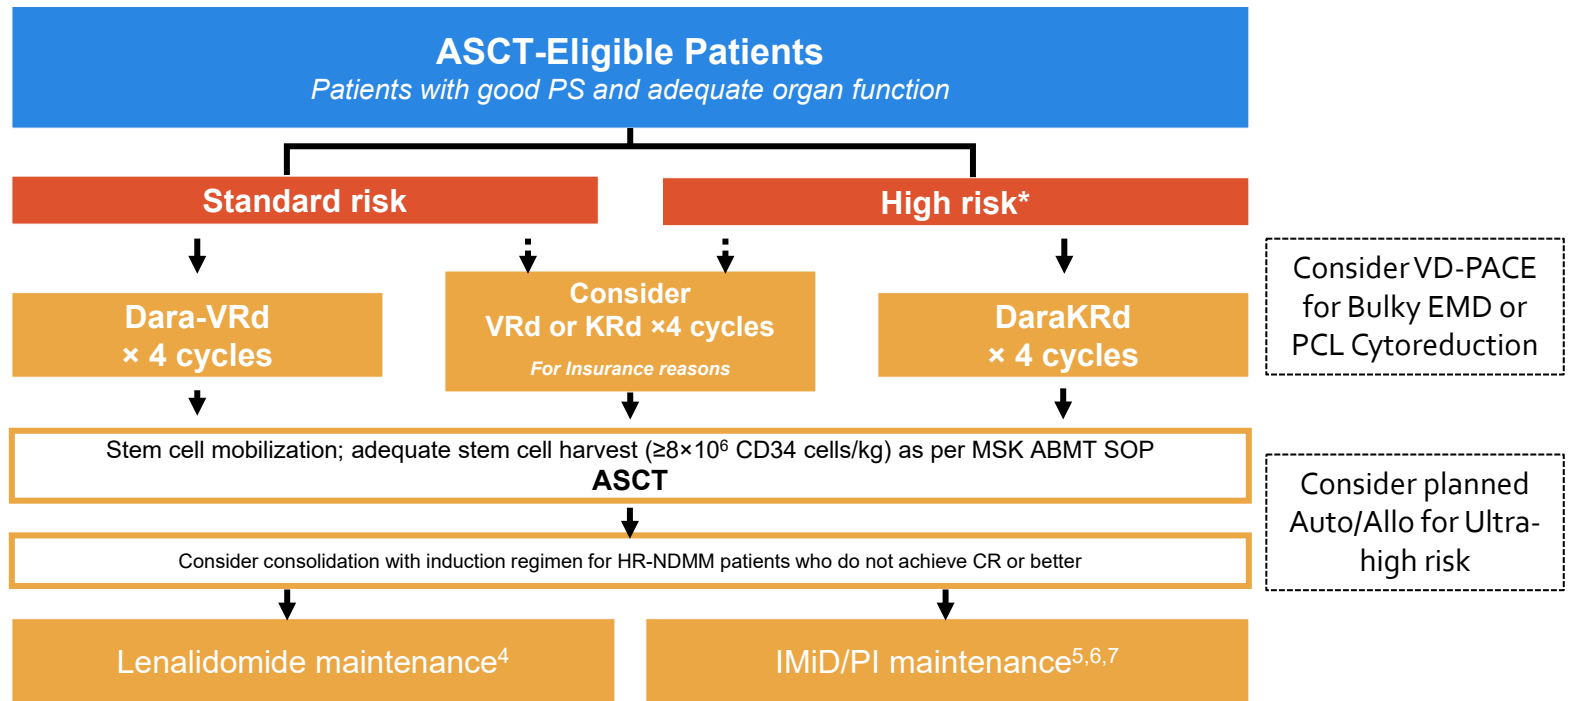 ASCT-Eligible Patients
Patients with good PS and adequate organ function
Standard risk
High risk*
Dara-VRd
× 4 cycles
Consider
VRd or KRd ×4 cycles
For Insurance reasons
DaraKRd
× 4 cycles
Consider VD-PACE
for Bulky EMD or
PCL Cytoreduction
Stem cell mobilization; adequate stem cell harvest (≥8×10⁶ CD34 cells/kg) as per MSK ABMT SOP
ASCT
Consider planned
Auto/Allo for Ultra-
high risk
Consider consolidation with induction regimen for HR-NDMM patients who do not achieve CR or better
Lenalidomide maintenance⁴
IMiD/PI maintenance⁵,⁶,⁷